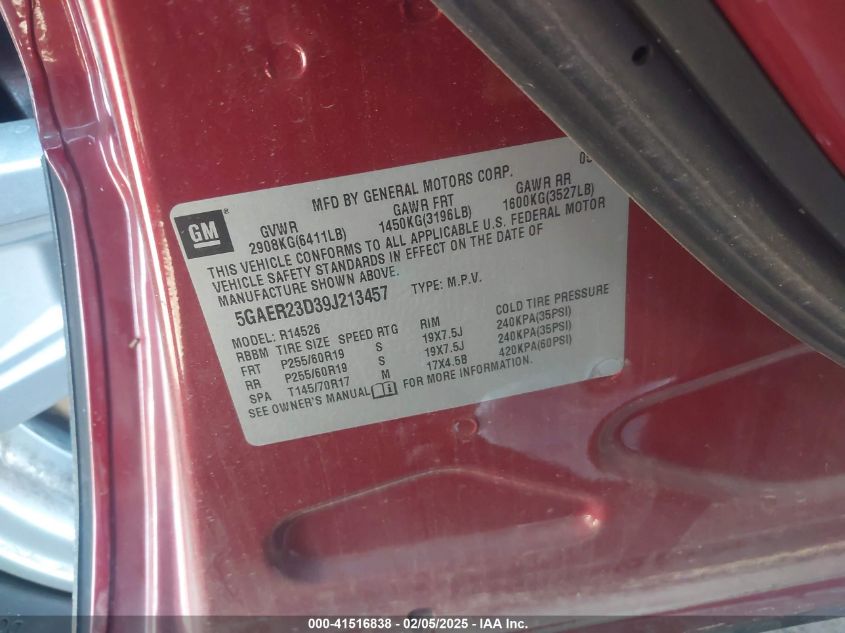 MFD BY GENERAL MOTORS CORP.
GM ®
GVWR GAWR FRT GAWR RR
2908KG(6411LB) 1450KG(3196LB) 1600KG(3527LB)
THIS VEHICLE CONFORMS TO ALL APPLICABLE U.S. FEDERAL MOTOR
VEHICLE SAFETY STANDARDS IN EFFECT ON THE DATE OF
MANUFACTURE SHOWN ABOVE.
5GAER23D39J213457 TYPE: M.P.V.
MODEL: R14526
RBBM TIRE SIZE SPEED RTG RIM COLD TIRE PRESSURE
FRT P255/60R19 S 19X7.5J 240KPA(35PSI)
RR P255/60R19 S 19X7.5J 240KPA(35PSI)
SPA T145/70R17 M 17X4.5B 420KPA(60PSI)
SEE OWNER'S MANUAL FOR MORE INFORMATION.
000-41516838 - 02/05/2025 - IAA Inc.